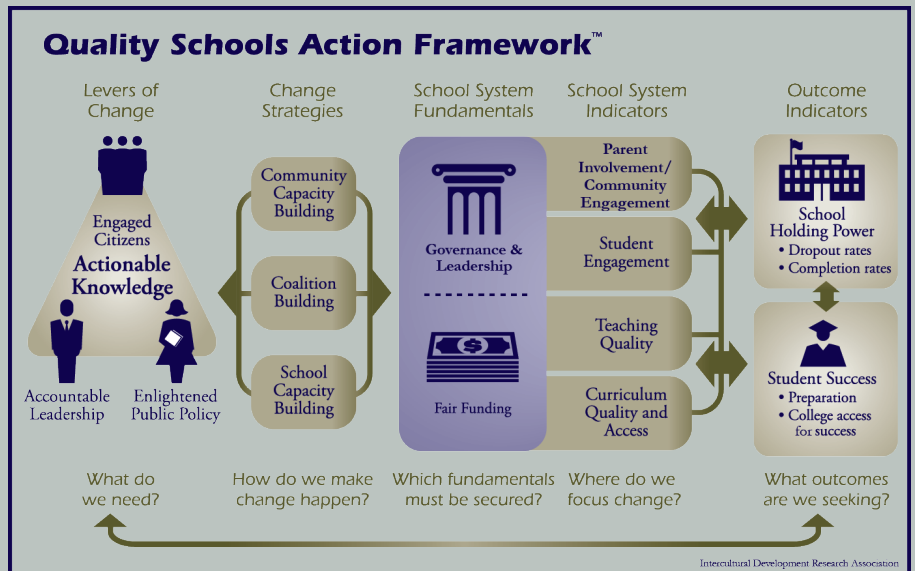 Quality Schools Action Framework™
Levers of
Change
Change
Strategies
School System
Fundamentals
School System
Indicators
Outcome
Indicators
Engaged
Citizens
Actionable
Knowledge
Accountable
Leadership
Enlightened
Public Policy
Community
Capacity
Building
Coalition
Building
School
Capacity
Building
Governance &
Leadership
$
Fair Funding
Parent
Involvement/
Community
Engagement
Student
Engagement
Teaching
Quality
Curriculum
Quality and
Access
School
Holding Power
• Dropout rates
• Completion rates
Student Success
• Preparation
• College access
for success
What do
we need?
How do we make
change happen?
Which fundamentals
must be secured?
Where do we
focus change?
What outcomes
are we seeking?
Intercultural Development Research Association